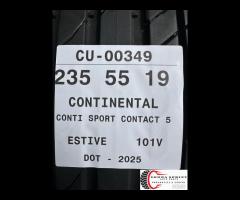 CU-00349
235 55 19
CONTINENTAL
CONTI SPORT CONTACT 5
ESTIVE 101V
DOT - 2025